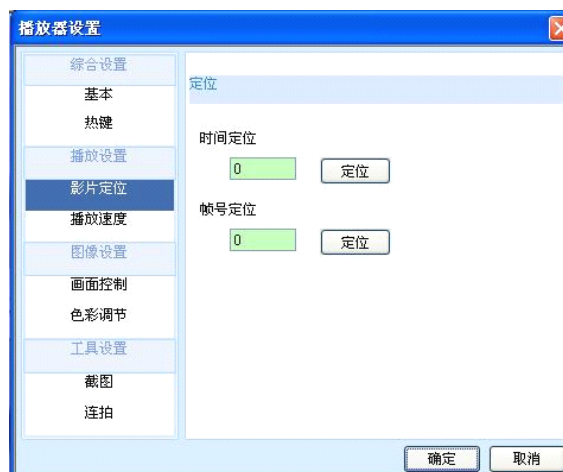 播放器设置
综合设置
基本
热键
播放设置
影片定位
播放速度
图像设置
画面控制
色彩调节
工具设置
截图
连拍
定位
时间定位
0 定位
帧号定位
0 定位
确定 取消